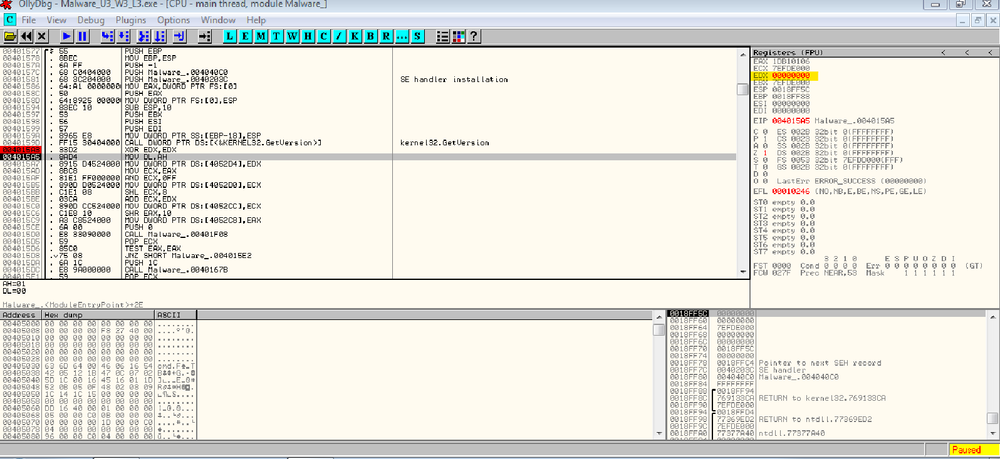 OllyDbg - Malware_U3_W3_L3.exe - [CPU - main thread, module Malware_]
C File View Debug Plugins Options Window Help
L E M T W H C / K B R ... S ?
00401577 $ 55 PUSH EBP
00401578 . 8BEC MOV EBP,ESP
0040157A . 6A FF PUSH -1
0040157C . 68 C0404000 PUSH Malware_.004040C0
00401581 . 68 3C204000 PUSH Malware_.0040203C SE handler installation
00401586 . 64:A1 0000000 MOV EAX,DWORD PTR FS:[0]
0040158C . 50 PUSH EAX
0040158D . 64:8925 00000 MOV DWORD PTR FS:[0],ESP
00401594 . 83EC 10 SUB ESP,10
00401597 . 53 PUSH EBX
00401598 . 56 PUSH ESI
00401599 . 57 PUSH EDI
0040159A . 8965 E8 MOV DWORD PTR SS:[EBP-18],ESP
0040159D . FF15 30404000 CALL DWORD PTR DS:[<&KERNEL32.GetVersion>] kernel32.GetVersion
004015A3 . 33D2 XOR EDX,EDX
004015A5 . 8AD4 MOV DL,AH
004015A7 . 8915 D4524000 MOV DWORD PTR DS:[4052D4],EDX
004015AD . 8BC8 MOV ECX,EAX
004015AF . 81E1 FF000000 AND ECX,0FF
004015B5 . 890D D0524000 MOV DWORD PTR DS:[4052D0],ECX
004015BB . C1E1 08 SHL ECX,8
004015BE . 03CA ADD ECX,EDX
004015C0 . 890D CC524000 MOV DWORD PTR DS:[4052CC],ECX
004015C6 . C1E8 10 SHR EAX,10
004015C9 . A3 C8524000 MOV DWORD PTR DS:[4052C8],EAX
004015CE . 6A 00 PUSH 0
004015D0 . E8 33090000 CALL Malware_.00401F08
004015D5 . 59 POP ECX
004015D6 . 85C0 TEST EAX,EAX
004015D8 . 75 08 JNZ SHORT Malware_.004015E2
004015DA . 6A 1C PUSH 1C
004015DC . E8 9A000000 CALL Malware_.0040167B
004015E1 . 59 POP ECX
AH=01
DL=00
Malware_.<ModuleEntryPoint>+2E
Registers (FPU) < < <
EAX 1DB10106
ECX 7EFDE000
EDX 00000000
EBX 7EFDE000
ESP 0018FF5C
EBP 0018FF88
ESI 00000000
EDI 00000000
EIP 004015A5 Malware_.004015A5
C 0 ES 002B 32bit 0(FFFFFFFF)
P 1 CS 0023 32bit 0(FFFFFFFF)
A 0 SS 002B 32bit 0(FFFFFFFF)
Z 1 DS 002B 32bit 0(FFFFFFFF)
S 0 FS 0053 32bit 7EFDD000(FFF)
T 0 GS 002B 32bit 0(FFFFFFFF)
D 0
O 0 LastErr ERROR_SUCCESS (00000000)
EFL 00010246 (NO,NB,E,BE,NS,PE,GE,LE)
ST0 empty 0.0
ST1 empty 0.0
ST2 empty 0.0
ST3 empty 0.0
ST4 empty 0.0
ST5 empty 0.0
ST6 empty 0.0
ST7 empty 0.0
3 2 1 0 E S P U O Z D I
FST 0000 Cond 0 0 0 0 Err 0 0 0 0 0 0 0 0 (GT)
FCW 027F Prec NEAR,53 Mask 1 1 1 1 1 1
Address Hex dump ASCII
00405000 00 00 00 00 00 00 00 00 ........
00405008 00 00 00 00 F8 27 40 00 ....°'@.
00405010 00 00 00 00 00 00 00 00 ........
00405018 00 00 00 00 00 00 00 00 ........
00405020 00 00 00 00 00 00 00 00 ........
00405028 00 00 00 00 00 00 00 00 ........
00405030 63 6D 64 00 46 06 16 54 cmd.F
00405038 42 05 12 1B 47 0C 07 02
00405040 5D 1C 00 16 45 16 01 1D
00405048 52 0B 05 0F 48 02 08 09
00405050 1C 14 1C 15 00 00 00 00
00405058 00 00 00 00 00 00 00 00 ........
00405060 DD 16 40 00 01 00 00 00
00405068 05 00 00 C0 0B 00 00 00
00405070 00 00 00 00 1D 00 00 C0
00405078 04 00 00 00 00 00 00 00
00405080 96 00 00 C0 04 00 00 00
0018FF5C 00000000
0018FF60 00000000
0018FF64 7EFDE000
0018FF68 00000000
0018FF6C 00000000
0018FF70 0018FF5C
0018FF74 00000000
0018FF78 0018FFC4 Pointer to next SEH record
0018FF7C 0040203C SE handler
0018FF80 004040C0 Malware_.004040C0
0018FF84 FFFFFFFF
0018FF88 0018FF94
0018FF8C 769133CA RETURN to kernel32.769133CA
0018FF90 7EFDE000
0018FF94 0018FFD4
0018FF98 77369ED2 RETURN to ntdll.77369ED2
0018FF9C 7EFDE000
0018FFA0 77377A40 ntdll.77377A40
Paused